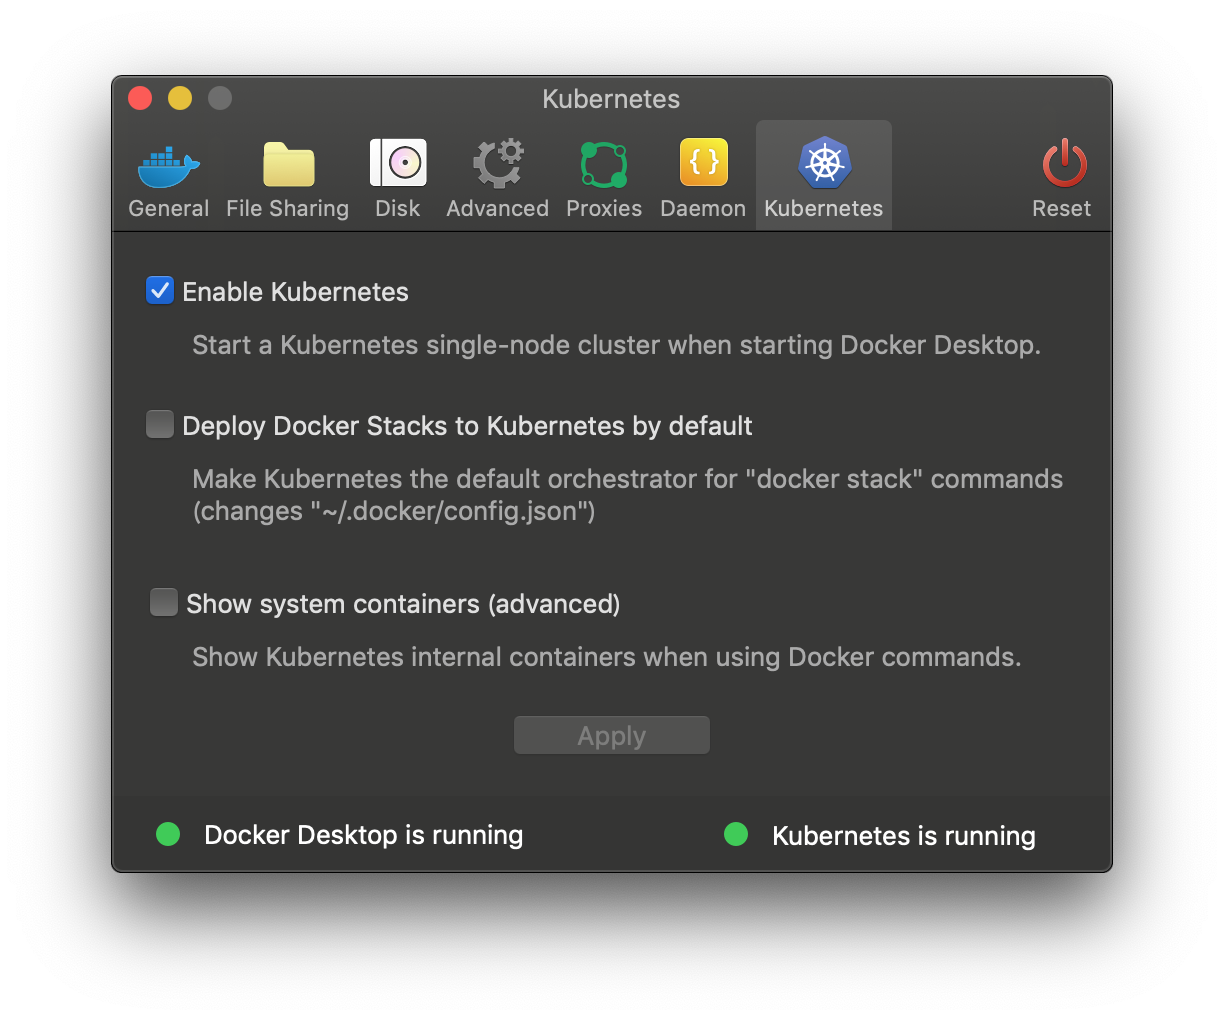 Kubernetes
General File Sharing Disk Advanced Proxies Daemon Kubernetes Reset
Enable Kubernetes
Start a Kubernetes single-node cluster when starting Docker Desktop.
Deploy Docker Stacks to Kubernetes by default
Make Kubernetes the default orchestrator for "docker stack" commands
(changes "~/.docker/config.json")
Show system containers (advanced)
Show Kubernetes internal containers when using Docker commands.
Apply
Docker Desktop is running Kubernetes is running